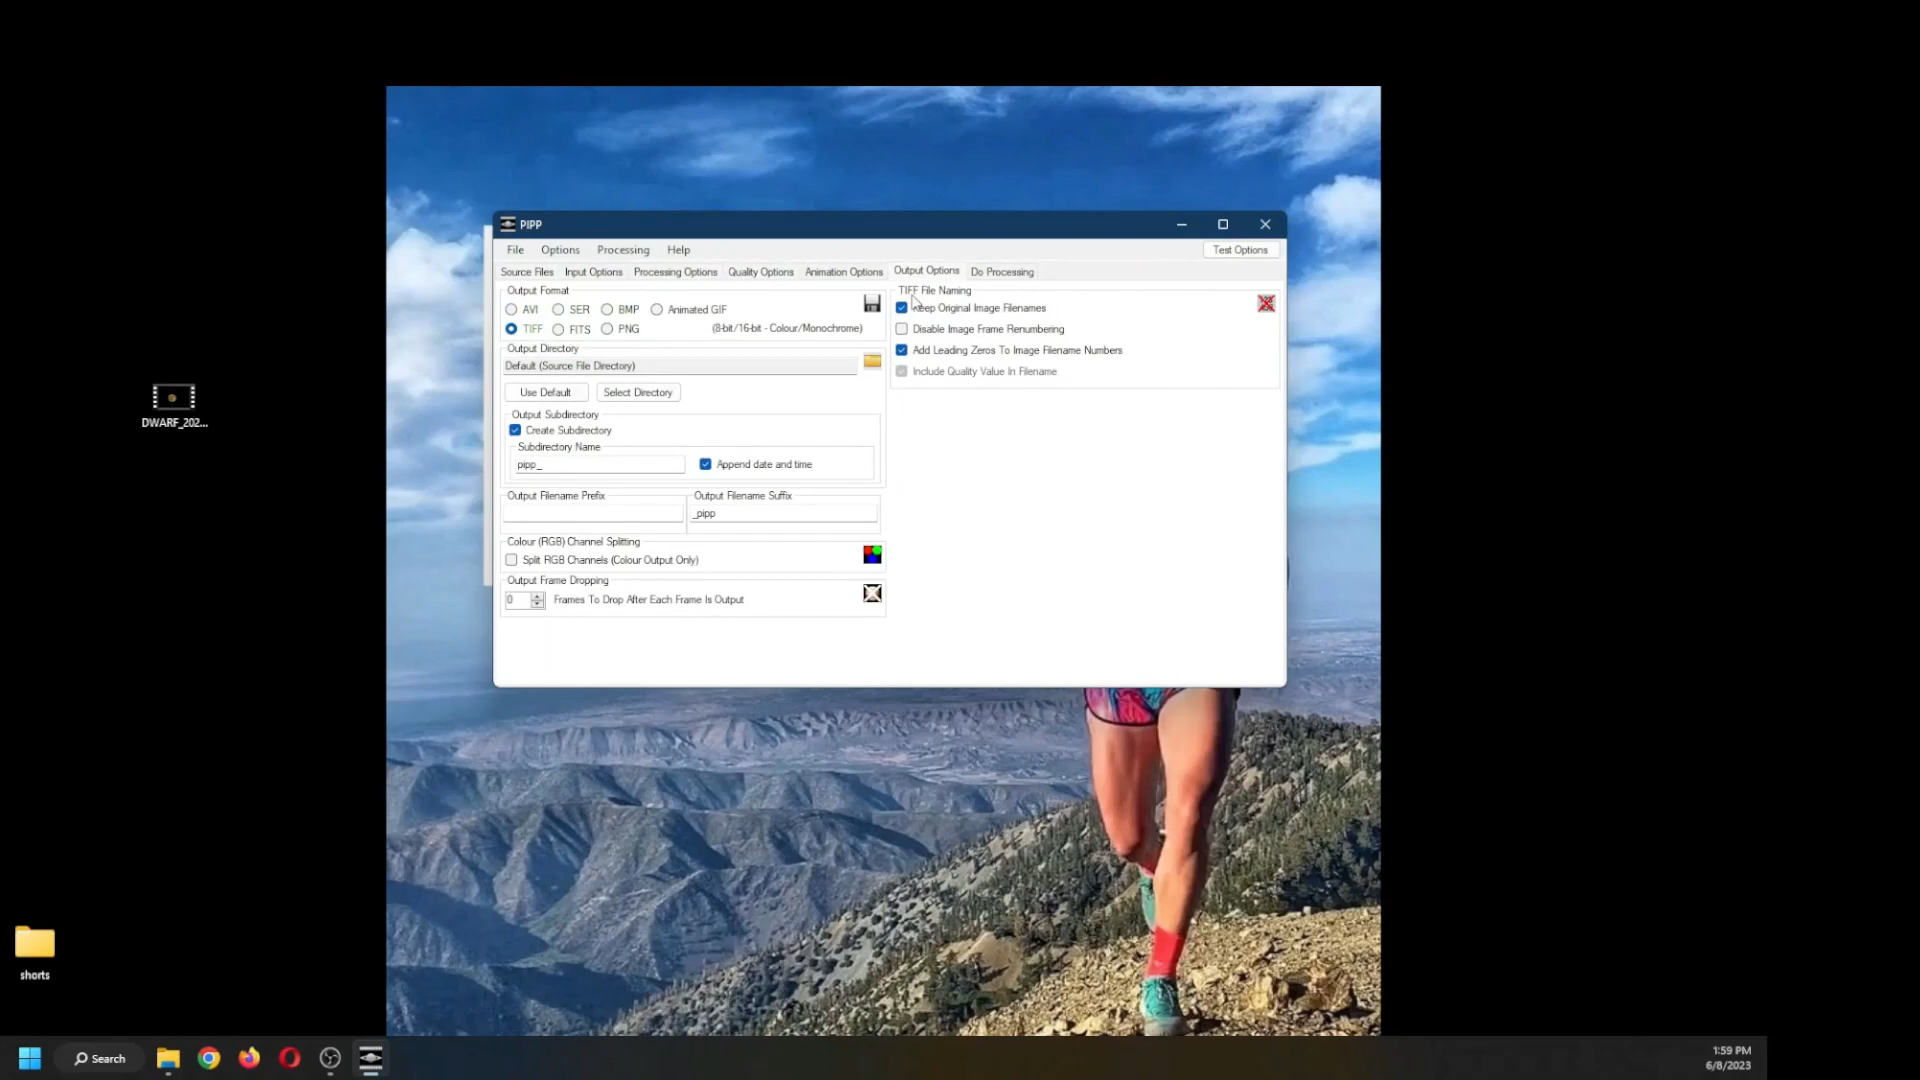 PIPP
File Options Processing Help
Test Options
Source Files Input Options Processing Options Quality Options Animation Options Output Options Do Processing
Output Format
AVI SER BMP Animated GIF
TIFF FITS PNG (8-bit/16-bit - Colour/Monochrome)
Output Directory
Default (Source File Directory)
Use Default Select Directory
Output Subdirectory
Create Subdirectory
Subdirectory Name
pipp_ Append date and time
Output Filename Prefix Output Filename Suffix
_pipp
Colour (RGB) Channel Splitting
Split RGB Channels (Colour Output Only)
Output Frame Dropping
0 Frames To Drop After Each Frame Is Output
TIFF File Naming
Keep Original Image Filenames
Disable Image Frame Renumbering
Add Leading Zeros To Image Filename Numbers
Include Quality Value In Filename
DWARF_202...
shorts
Search
1:59 PM
6/8/2023